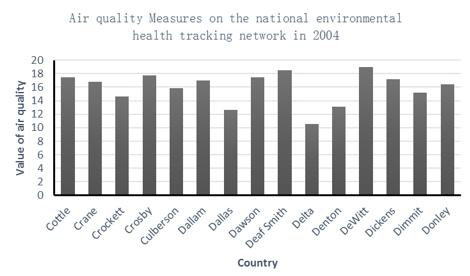 Air quality Measures on the national environmental
health tracking network in 2004
Value of air quality
20
18
16
14
12
10
8
6
4
2
0
Cottle
Crane
Crockett
Crosby
Culberson
Dallam
Dallas
Dawson
Deaf Smith
Delta
Denton
DeWitt
Dickens
Dimmit
Donley
Country